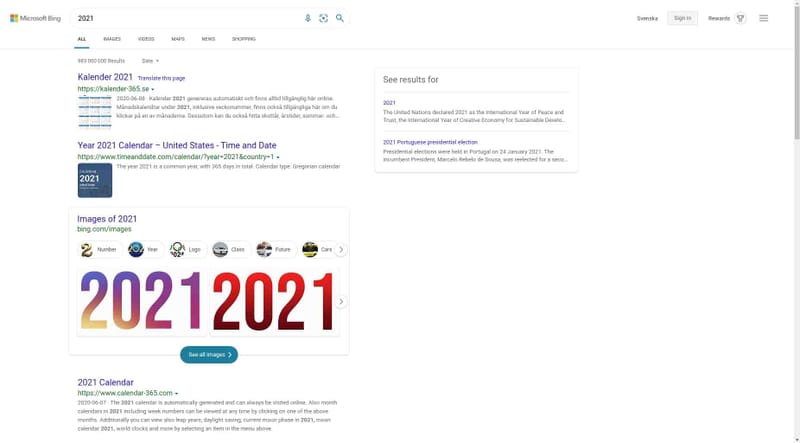 Microsoft Bing
2021
Svenska
Sign in
Rewards
ALL
IMAGES
VIDEOS
MAPS
NEWS
SHOPPING
Date
Kalender 2021 Translate this page
https://kalender-365.se
2020-06-08 · Kalender 2021 genereras automatiskt och finns alltid tillgänglig här online.
Månadskalendrar under 2021, inklusive veckonummer, finns också tillgängliga här om du
klickar på en av månaderna. Dessutom kan du också hitta skottår, årstider, sommar- och...
Year 2021 Calendar – United States - Time and Date
https://www.timeanddate.com/calendar/?year=2021&country=1
2021
The year 2021 is a common year, with 365 days in total. Calendar type: Gregorian calendar
Images of 2021
bing.com/images
Number
Year
Logo
Class
Future
Cars
2021
2021
See all images
2021 Calendar
https://www.calendar-365.com
2020-06-07 · The 2021 calendar is automatically generated and can always be visited online. Also month
calendars in 2021 including week numbers can be viewed at any time by clicking on one of the above
months. Additionally you can view also leap years, daylight saving, current moon phase in 2021, moon
calendar 2021, world clocks and more by selecting an item in the menu above.
See results for
2021
The United Nations declared 2021 as the International Year of Peace and
Trust, the International Year of Creative Economy for Sustainable Develo...
2021 Portuguese presidential election
Presidential elections were held in Portugal on 24 January 2021. The
incumbent President, Marcelo Rebelo de Sousa, was reelected for a seco...